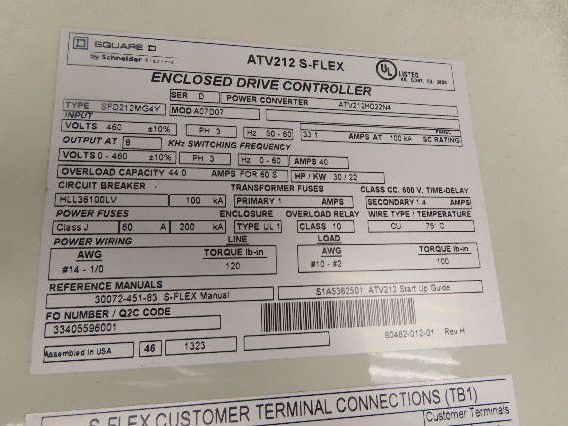 SQUARE D
by Schneider Electric
ATV212 S-FLEX
UL LISTED
ENCLOSED DRIVE CONTROLLER
SER D POWER CONVERTER ATV212HD22N4
TYPE SFD212MG4Y MOD A07D07
INPUT
VOLTS 460 ±10% PH 3 Hz 50-60 33.1 AMPS AT 100 kA SC RATING
OUTPUT AT 8 KHz SWITCHING FREQUENCY
VOLTS 0-460 ±10% PH 3 Hz 0-60 AMPS 40
OVERLOAD CAPACITY 44.0 AMPS FOR 60 S HP / KW 30 / 22
CIRCUIT BREAKER TRANSFORMER FUSES CLASS CC, 600 V, TIME-DELAY
HLL36100LV 100 kA PRIMARY 1 AMPS SECONDARY 1.4 AMPS
POWER FUSES ENCLOSURE OVERLOAD RELAY WIRE TYPE / TEMPERATURE
Class J 60 A 200 kA TYPE UL 1 CLASS 10 CU 75°C
POWER WIRING LINE LOAD
AWG TORQUE lb-in AWG TORQUE lb-in
#14 - 1/0 120 #10 - #2 100
REFERENCE MANUALS
30072-451-63 S-FLEX Manual S1A5362501: ATV212 Start Up Guide
FO NUMBER / Q2C CODE
33405596001
80462-012-01 Rev H
Assembled in USA 46 1323
S-FLEX CUSTOMER TERMINAL CONNECTIONS (TB1)
Customer Terminals